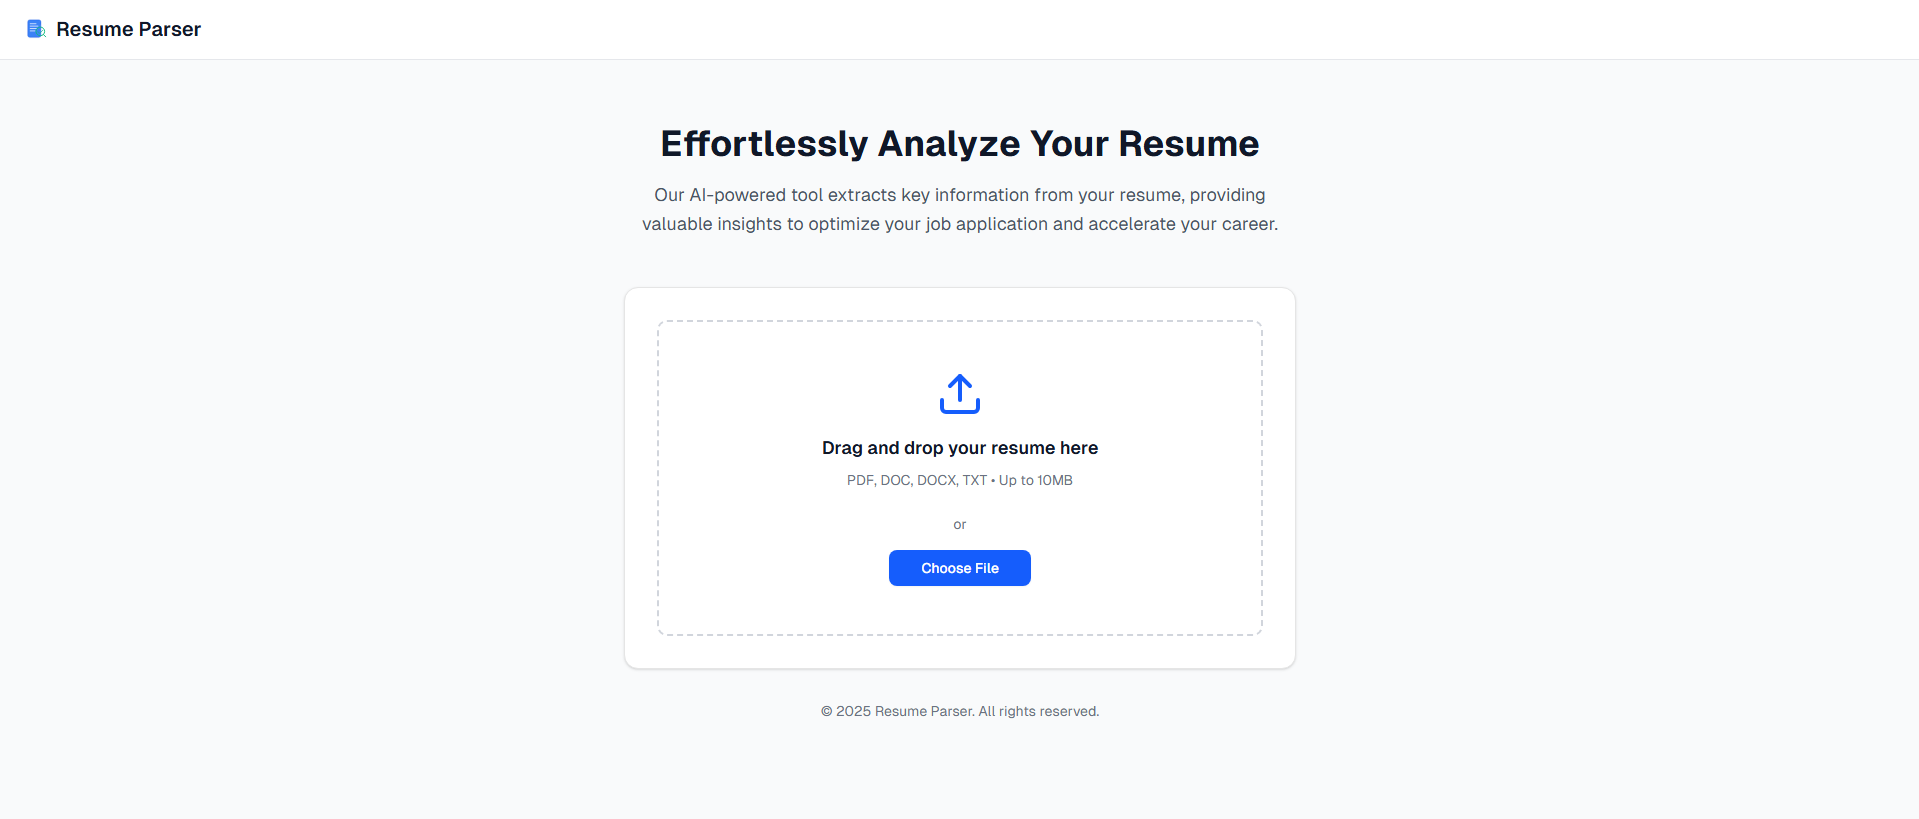 Resume Parser
Effortlessly Analyze Your Resume
Our AI-powered tool extracts key information from your resume, providing
valuable insights to optimize your job application and accelerate your career.
Drag and drop your resume here
PDF, DOC, DOCX, TXT • Up to 10MB
or
Choose File
© 2025 Resume Parser. All rights reserved.